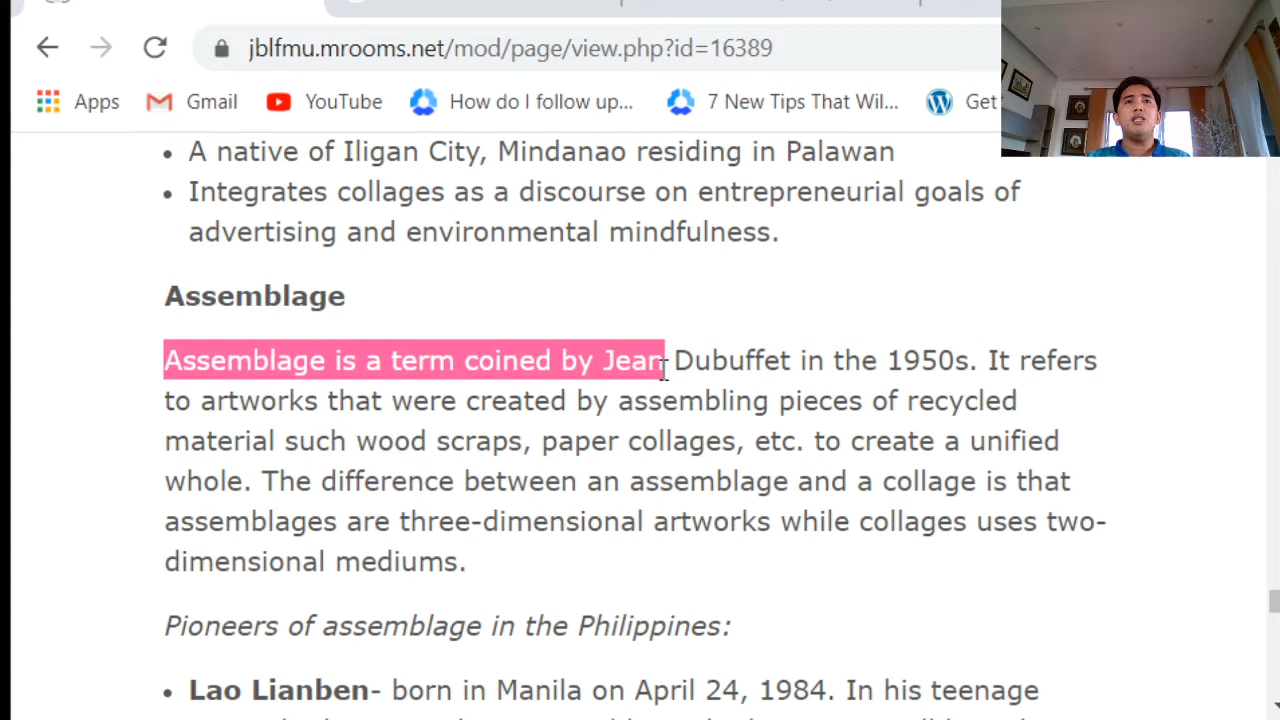 jblfmu.mrooms.net/mod/page/view.php?id=16389
Apps Gmail YouTube How do I follow up... 7 New Tips That Wil... Get
• A native of Iligan City, Mindanao residing in Palawan
• Integrates collages as a discourse on entrepreneurial goals of
advertising and environmental mindfulness.
Assemblage
Assemblage is a term coined by Jean Dubuffet in the 1950s. It refers
to artworks that were created by assembling pieces of recycled
material such wood scraps, paper collages, etc. to create a unified
whole. The difference between an assemblage and a collage is that
assemblages are three-dimensional artworks while collages uses two-
dimensional mediums.
Pioneers of assemblage in the Philippines:
• Lao Lianben- born in Manila on April 24, 1984. In his teenage